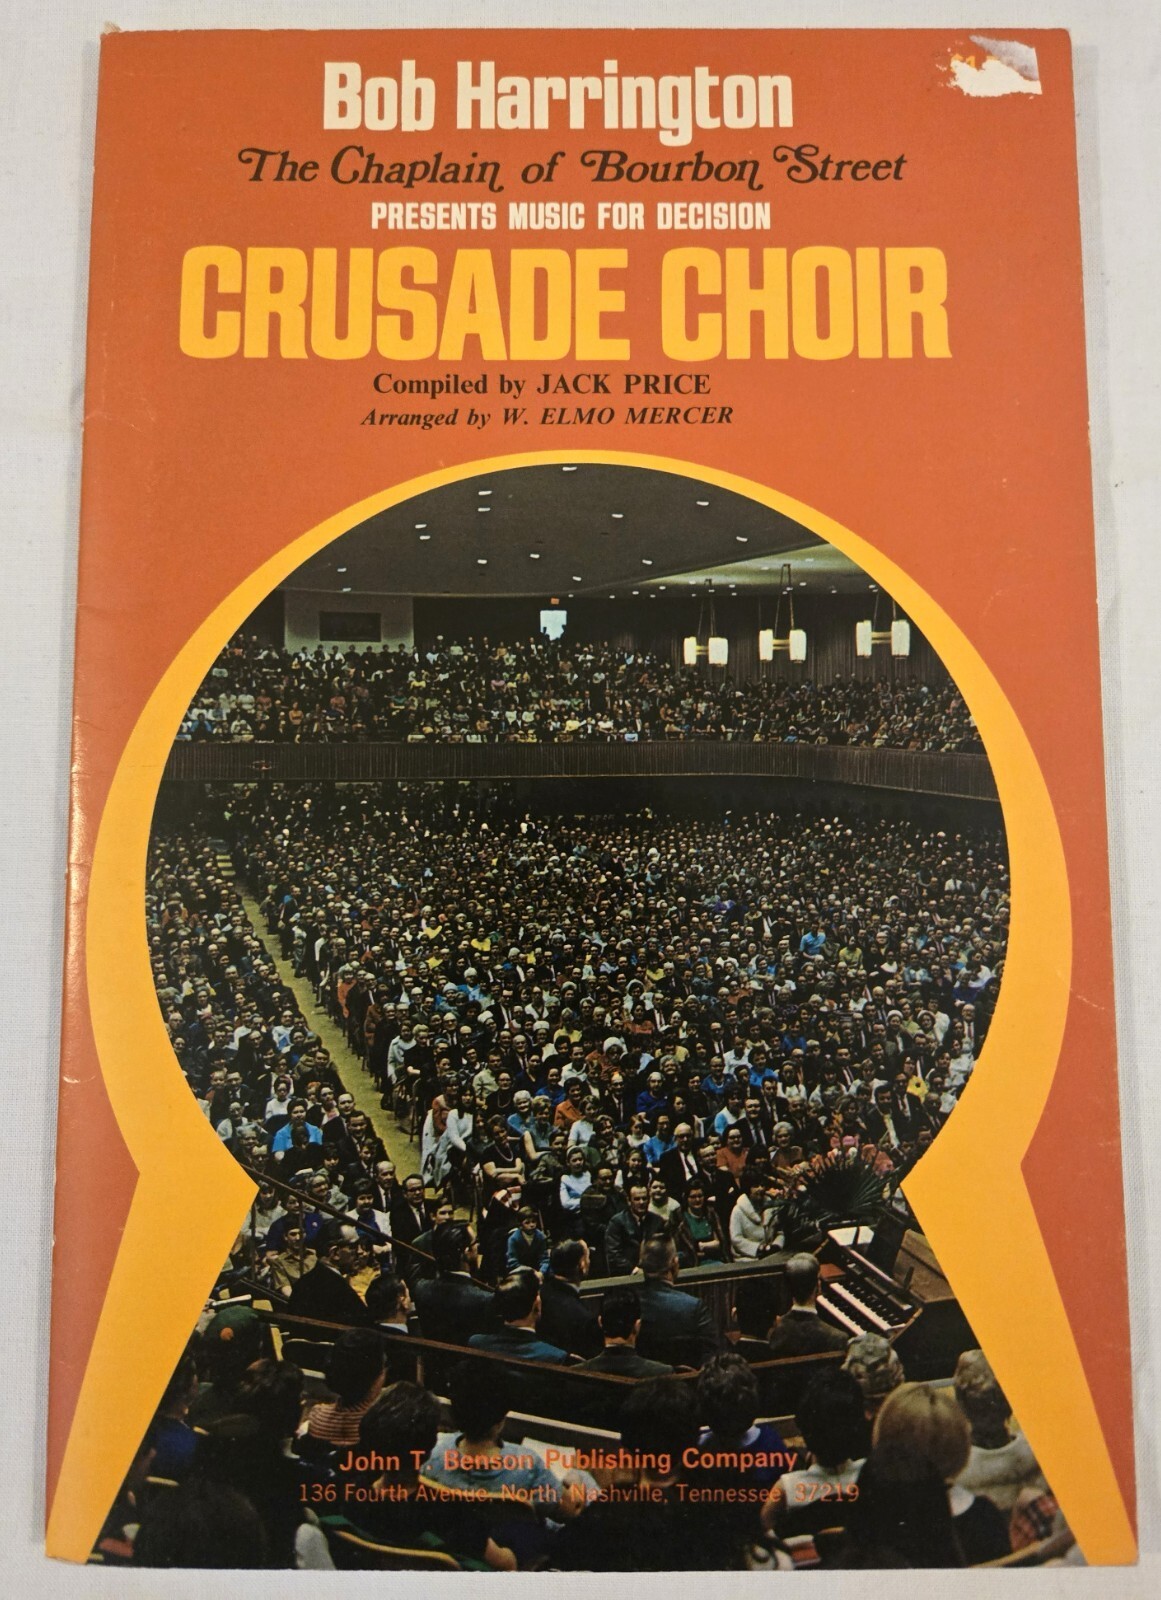 Bob Harrington
The Chaplain of Bourbon Street
PRESENTS MUSIC FOR DECISION
CRUSADE CHOIR
Compiled by JACK PRICE
Arranged by W. ELMO MERCER
John T. Benson Publishing Company
136 Fourth Avenue, North, Nashville, Tennessee 37219